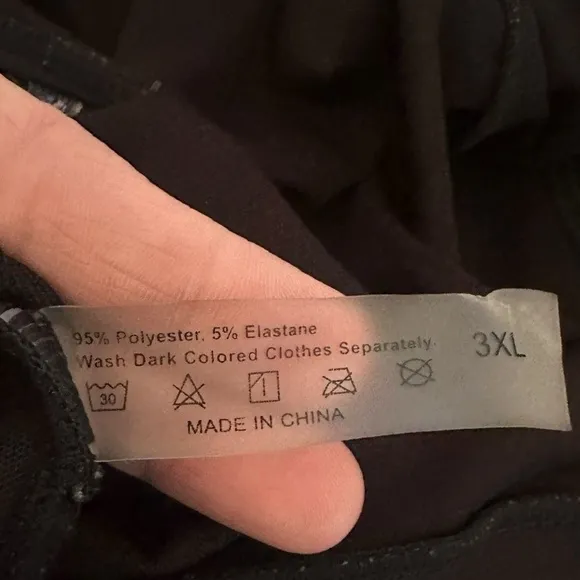 95% Polyester, 5% Elastane
Wash Dark Colored Clothes Separately.
3XL
30
MADE IN CHINA